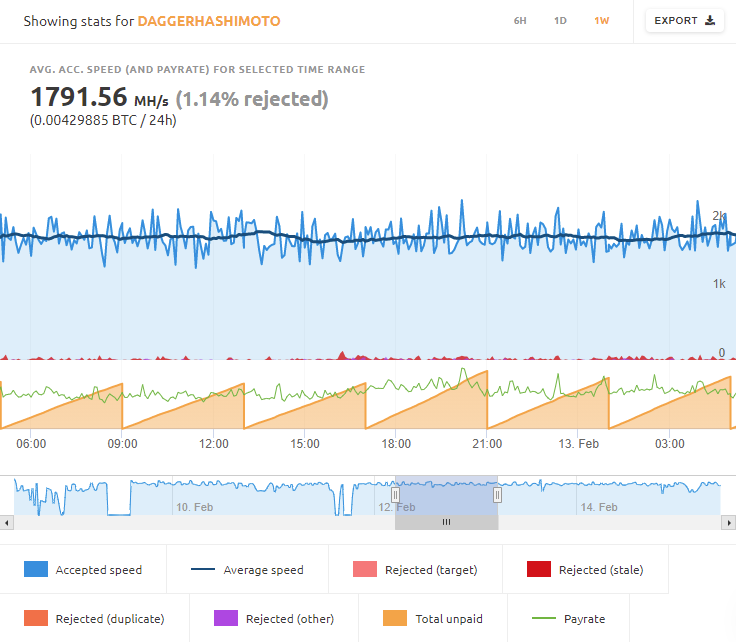 Showing stats for DAGGERHASHIMOTO
6H 1D 1W EXPORT
AVG. ACC. SPEED (AND PAYRATE) FOR SELECTED TIME RANGE
1791.56 MH/s (1.14% rejected)
(0.00429885 BTC / 24h)
2k
1k
0
06:00 09:00 12:00 15:00 18:00 21:00 13. Feb 03:00
10. Feb 12. Feb 14. Feb
Accepted speed Average speed Rejected (target) Rejected (stale)
Rejected (duplicate) Rejected (other) Total unpaid Payrate